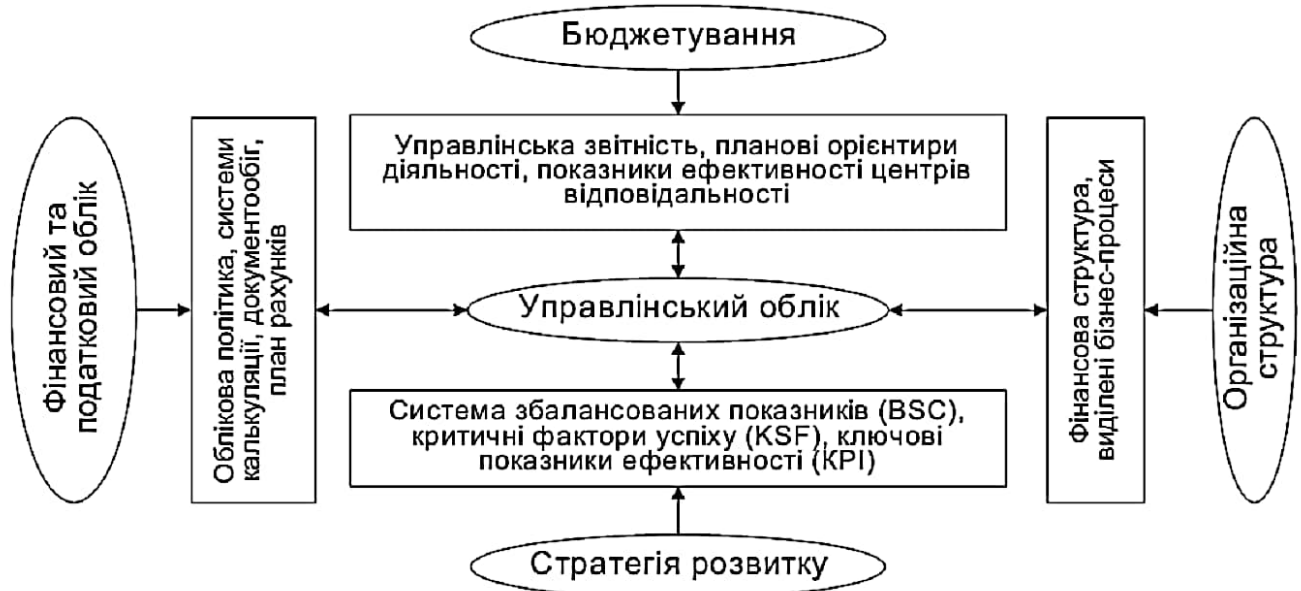 Бюджетування
Управлінська звітність, планові орієнтири
діяльності, показники ефективності центрів
відповідальності
Фінансовий та
податковий облік
Облікова політика, системи
калькуляції, документообіг,
план рахунків
Управлінський облік
Фінансова структура,
виділені бізнес-процеси
Організаційна
структура
Система збалансованих показників (BSC),
критичні фактори успіху (KSF), ключові
показники ефективності (KPI)
Стратегія розвитку